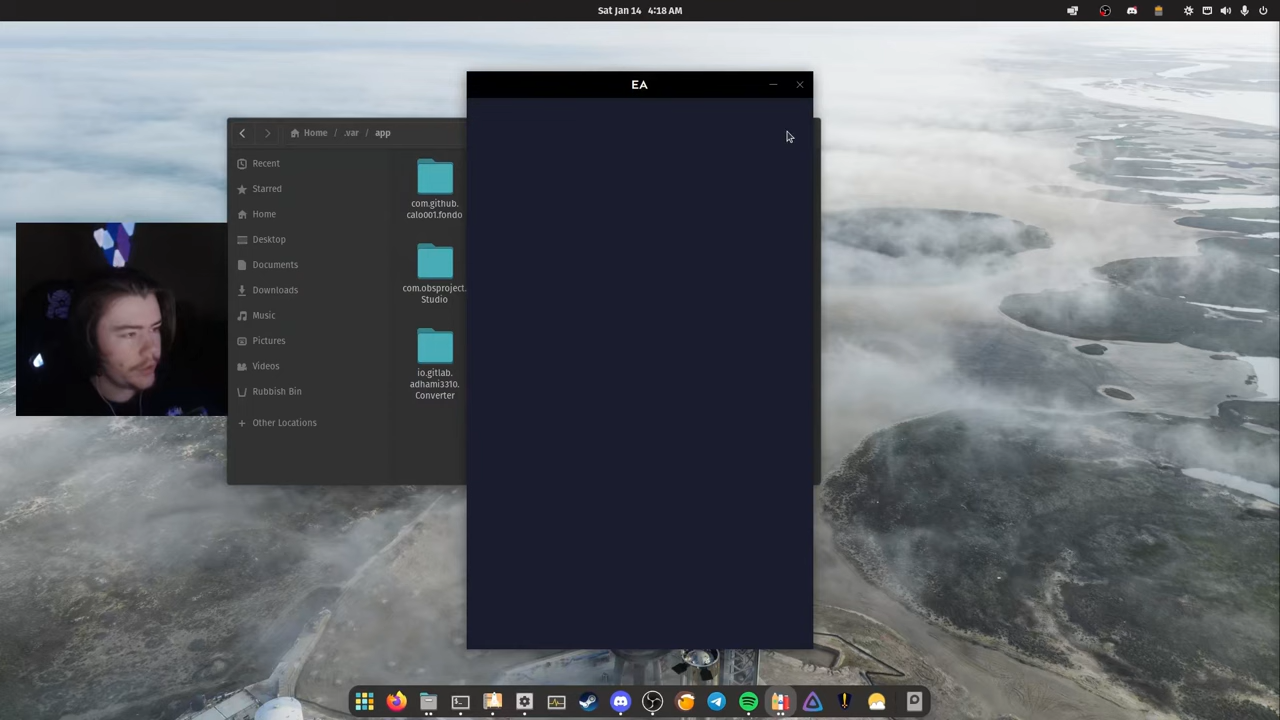 Sat Jan 14 4:18 AM
EA
Home / .var / app
Recent
Starred
Home
Desktop
Documents
Downloads
Music
Pictures
Videos
Rubbish Bin
Other Locations
com.github.
calo001.fondo
com.obsproject.
Studio
io.gitlab.
adhami3310.
Converter